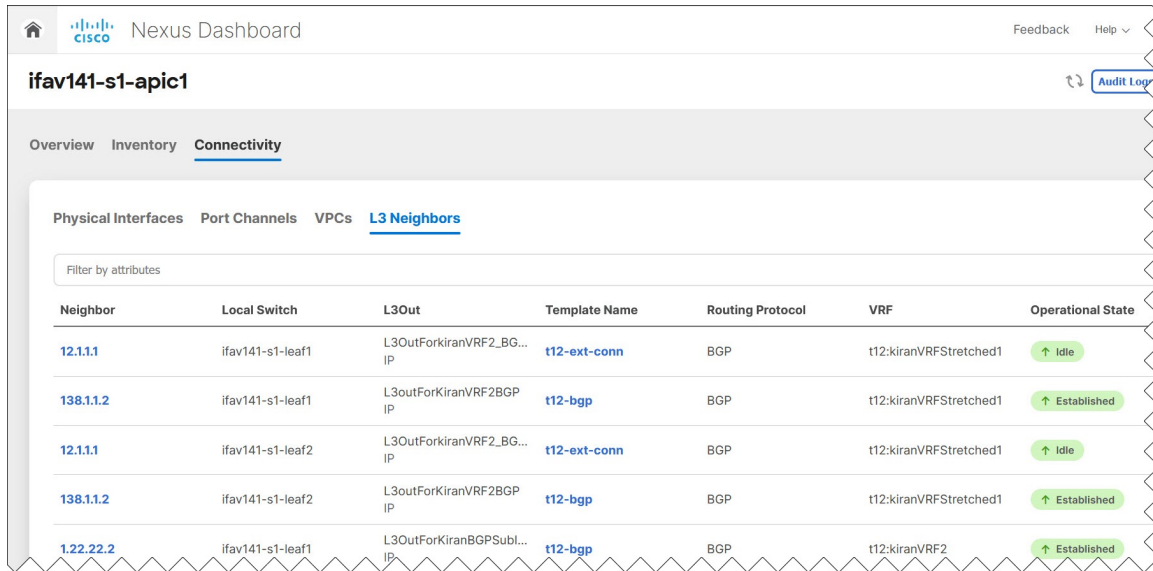 cisco Nexus Dashboard Feedback Help
ifav141-s1-apic1 Audit Logs
Overview Inventory Connectivity
Physical Interfaces Port Channels VPCs L3 Neighbors
Filter by attributes
Neighbor Local Switch L3Out Template Name Routing Protocol VRF Operational State
12.1.1.1 ifav141-s1-leaf1 L3OutForkiranVRF2_BG... t12-ext-conn BGP t12:kiranVRFStretched1 ↑ Idle
IP
138.1.1.2 ifav141-s1-leaf1 L3outForKiranVRF2BGP t12-bgp BGP t12:kiranVRFStretched1 ↑ Established
IP
12.1.1.1 ifav141-s1-leaf2 L3OutForkiranVRF2_BG... t12-ext-conn BGP t12:kiranVRFStretched1 ↑ Idle
IP
138.1.1.2 ifav141-s1-leaf2 L3outForKiranVRF2BGP t12-bgp BGP t12:kiranVRFStretched1 ↑ Established
IP
1.22.22.2 ifav141-s1-leaf1 L3OutForKiranBGPSubI... t12-bgp BGP t12:kiranVRF2 ↑ Established
IP